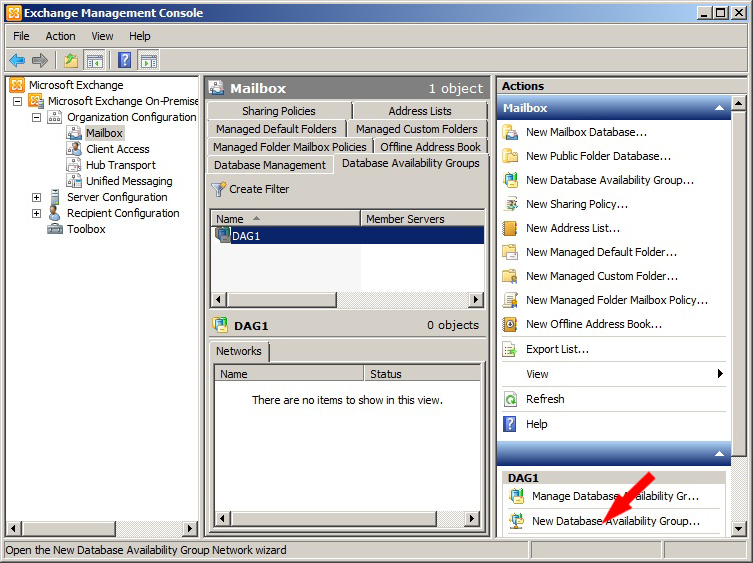 Exchange Management Console
File Action View Help
Microsoft Exchange
Microsoft Exchange On-Premise
Organization Configuration
Mailbox
Client Access
Hub Transport
Unified Messaging
Server Configuration
Recipient Configuration
Toolbox
Mailbox 1 object
Sharing Policies Address Lists
Managed Default Folders Managed Custom Folders
Managed Folder Mailbox Policies Offline Address Book
Database Management Database Availability Groups
Create Filter
Name Member Servers
DAG1
DAG1 0 objects
Networks
Name Status
There are no items to show in this view.
Actions
Mailbox
New Mailbox Database...
New Public Folder Database...
New Database Availability Group...
New Sharing Policy...
New Address List...
New Managed Default Folder...
New Managed Custom Folder...
New Managed Folder Mailbox Policy...
New Offline Address Book...
Export List...
View
Refresh
Help
DAG1
Manage Database Availability Gr...
New Database Availability Group...
Open the New Database Availability Group Network wizard